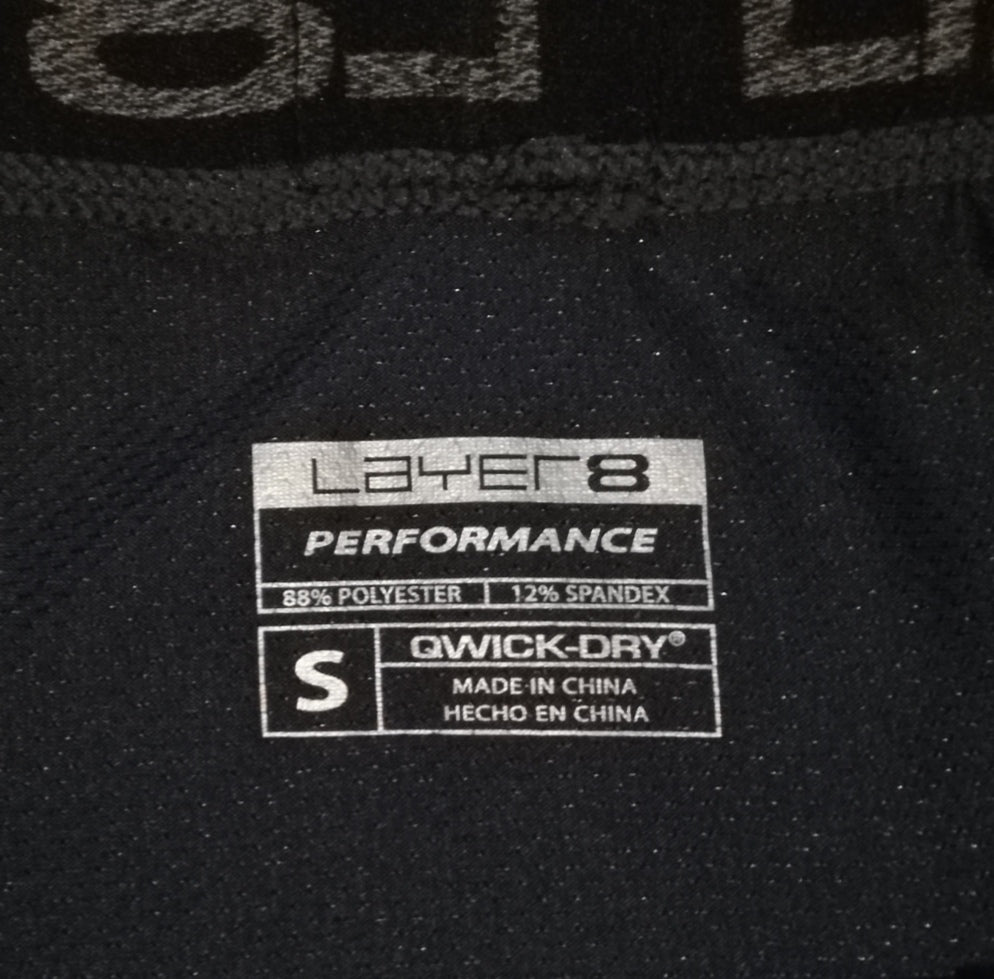 Layer8
PERFORMANCE
88% POLYESTER 12% SPANDEX
S
QWICK-DRY®
MADE IN CHINA
HECHO EN CHINA